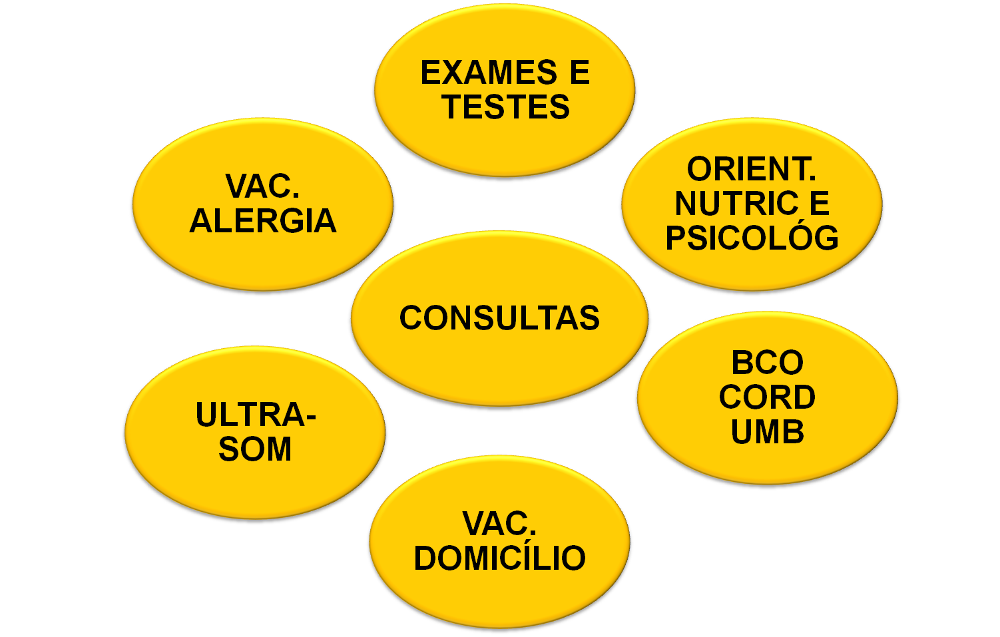 EXAMES E
TESTES
VAC.
ALERGIA
ORIENT.
NUTRIC E
PSICOLÓG
CONSULTAS
ULTRA-
SOM
BCO
CORD
UMB
VAC.
DOMICÍLIO